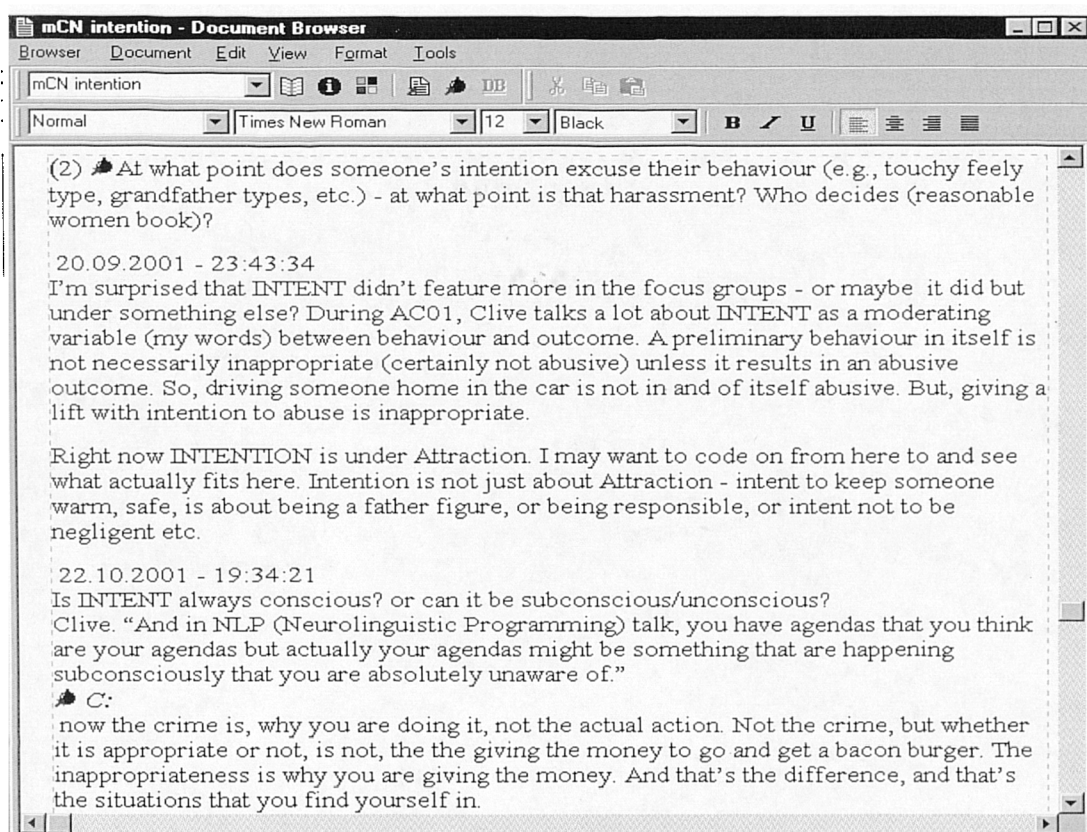 mCN intention - Document Browser
Browser Document Edit View Format Tools
mCN intention DB
Normal Times New Roman 12 Black B I U
(2) At what point does someone's intention excuse their behaviour (e.g., touchy feely
type, grandfather types, etc.) - at what point is that harassment? Who decides (reasonable
women book)?
20.09.2001 - 23:43:34
I'm surprised that INTENT didn't feature more in the focus groups - or maybe it did but
under something else? During AC01, Clive talks a lot about INTENT as a moderating
variable (my words) between behaviour and outcome. A preliminary behaviour in itself is
not necessarily inappropriate (certainly not abusive) unless it results in an abusive
outcome. So, driving someone home in the car is not in and of itself abusive. But, giving a
lift with intention to abuse is inappropriate.
Right now INTENTION is under Attraction. I may want to code on from here to and see
what actually fits here. Intention is not just about Attraction - intent to keep someone
warm, safe, is about being a father figure, or being responsible, or intent not to be
negligent etc.
22.10.2001 - 19:34:21
Is INTENT always conscious? or can it be subconscious/unconscious?
Clive. “And in NLP (Neurolinguistic Programming) talk, you have agendas that you think
are your agendas but actually your agendas might be something that are happening
subconsciously that you are absolutely unaware of.”
C:
now the crime is, why you are doing it, not the actual action. Not the crime, but whether
it is appropriate or not, is not, the the giving the money to go and get a bacon burger. The
inappropriateness is why you are giving the money. And that's the difference, and that's
the situations that you find yourself in.